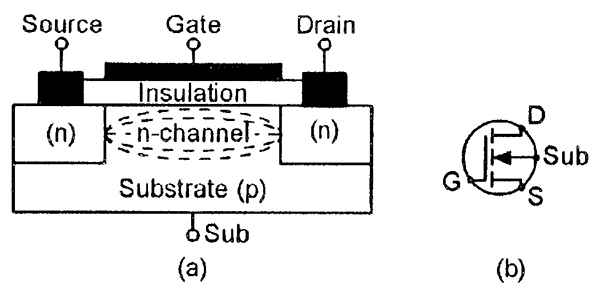 Source Gate Drain
Insulation
(n) n-channel (n)
Substrate (p)
Sub
(a)
D
Sub
G
S
(b)